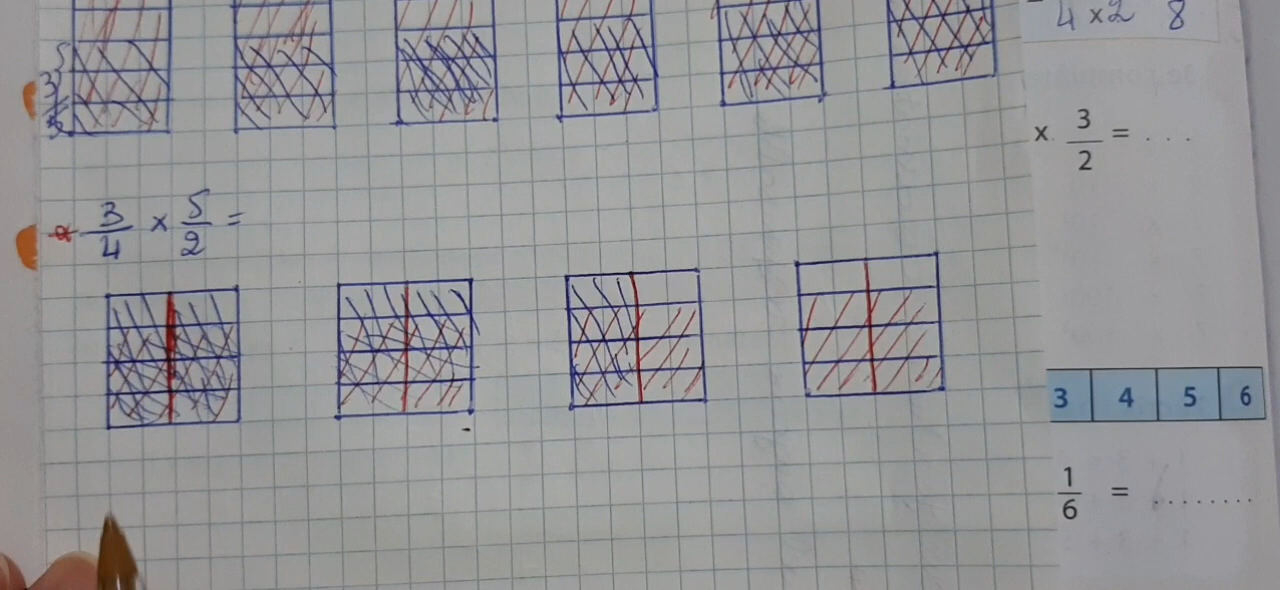 4 × 2 8
× 3/2 = . . .
3/4 × 5/2 =
3 4 5 6
1/6 = ........